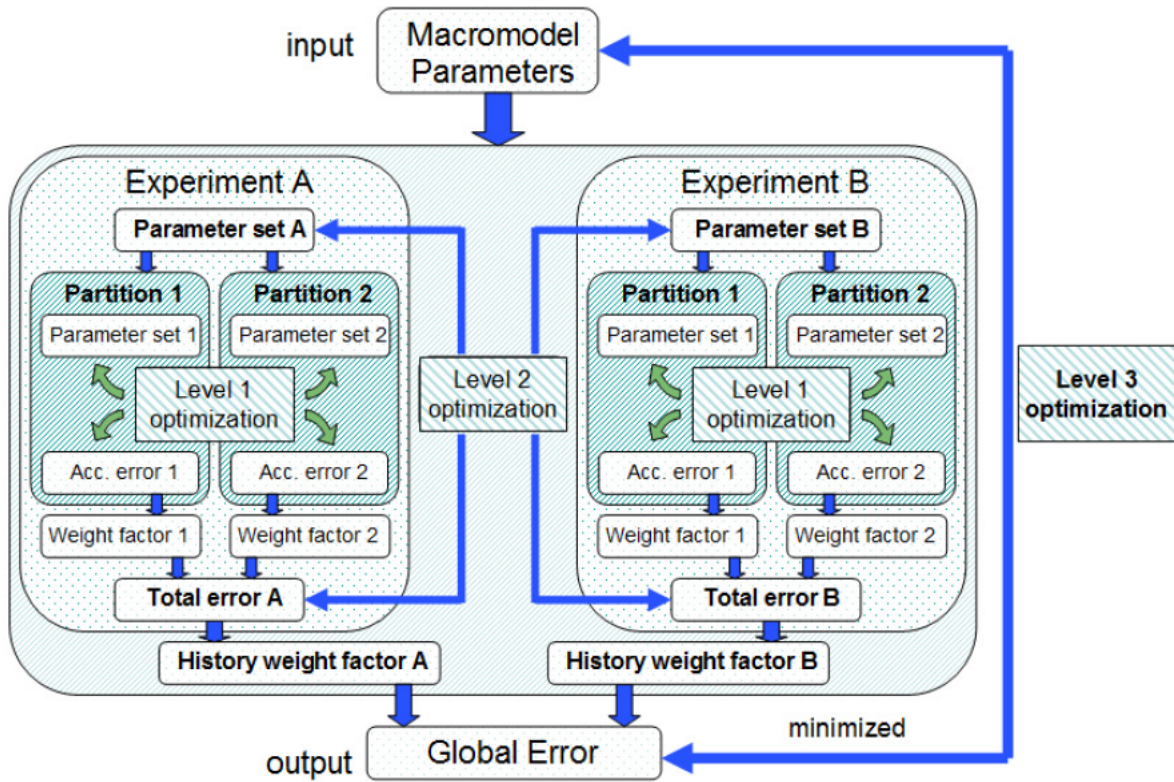 input
Macromodel
Parameters
Experiment A
Experiment B
Parameter set A
Parameter set B
Partition 1
Partition 2
Partition 1
Partition 2
Parameter set 1
Parameter set 2
Parameter set 1
Parameter set 2
Level 1
optimization
Level 2
optimization
Level 1
optimization
Level 3
optimization
Acc. error 1
Acc. error 2
Acc. error 1
Acc. error 2
Weight factor 1
Weight factor 2
Weight factor 1
Weight factor 2
Total error A
Total error B
History weight factor A
History weight factor B
minimized
output
Global Error